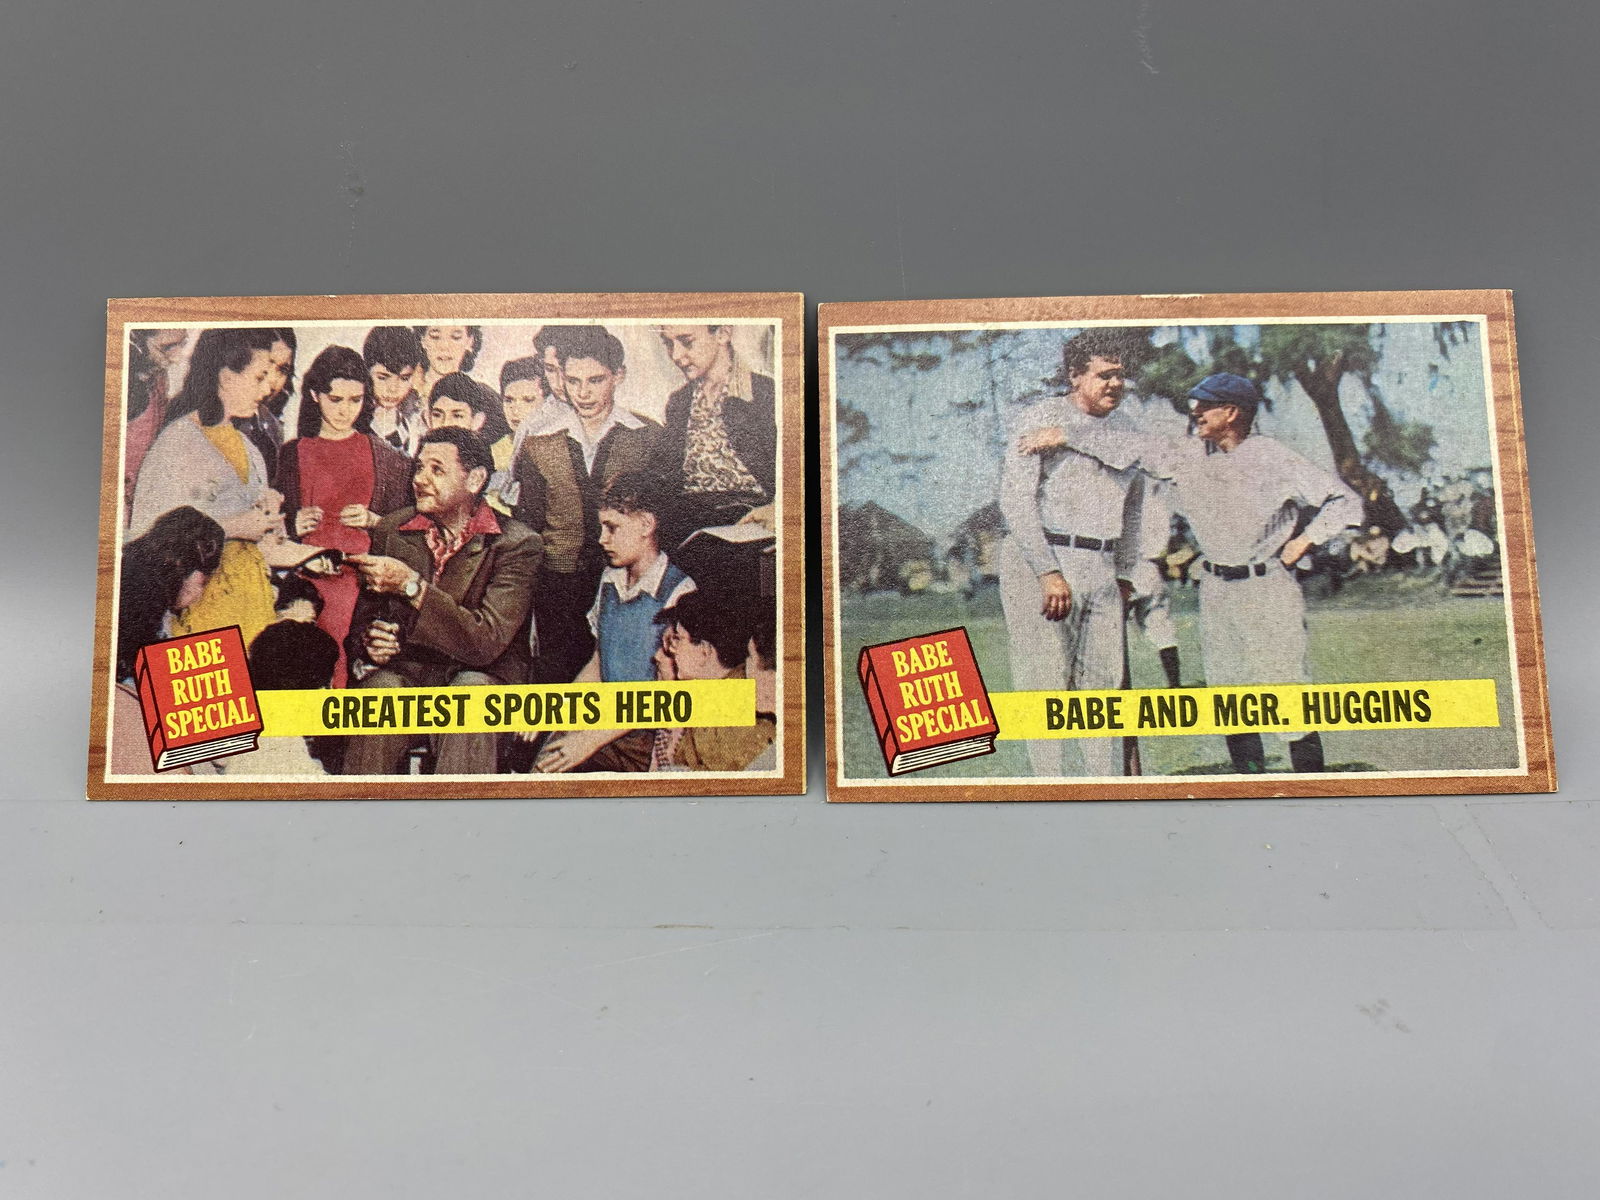 BABE
RUTH
SPECIAL
GREATEST SPORTS HERO
BABE
RUTH
SPECIAL
BABE AND MGR. HUGGINS